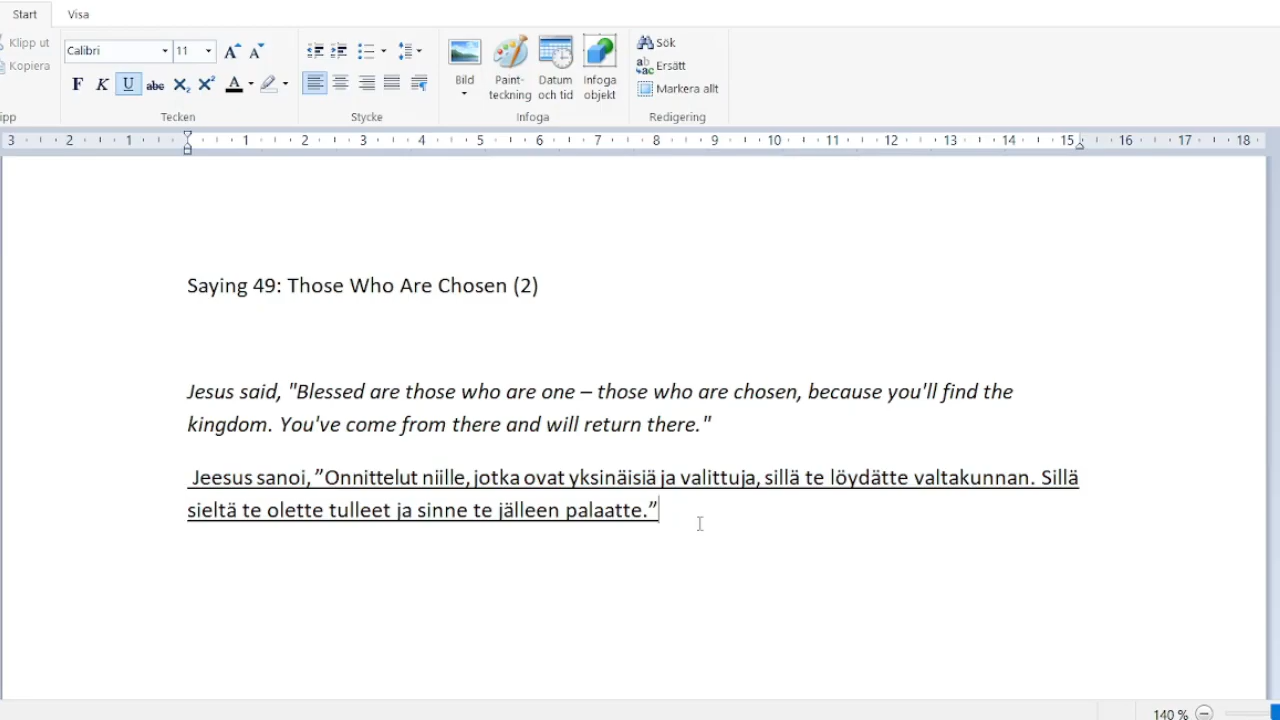 Start Visa
Klipp ut Calibri 11 Sök
Kopiera Bild Paint- Datum Infoga Ersätt
F K U abc X₂ X² A teckning och tid objekt Markera allt
ipp Tecken Stycke Infoga Redigering
3 2 1 1 2 3 4 5 6 7 8 9 10 11 12 13 14 15 16 17 18
Saying 49: Those Who Are Chosen (2)
Jesus said, "Blessed are those who are one – those who are chosen, because you'll find the
kingdom. You've come from there and will return there."
Jeesus sanoi, ”Onnittelut niille, jotka ovat yksinäisiä ja valittuja, sillä te löydätte valtakunnan. Sillä
sieltä te olette tulleet ja sinne te jälleen palaatte.”
140 %